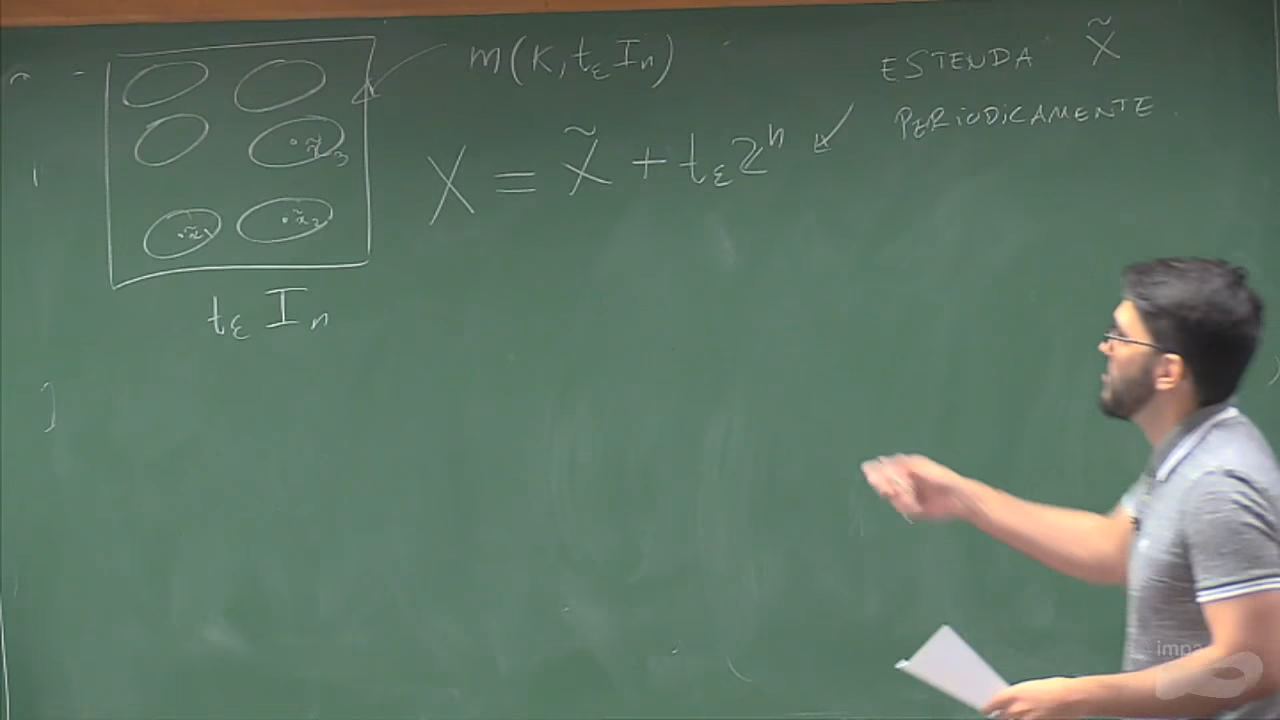 m(K, t_ε I_n)
ESTENDA X̃
PERIODICAMENTE
X = X̃ + t_ε ℤ^n
x̃_3
x̃_1 x̃_2
t_ε I_n
impa